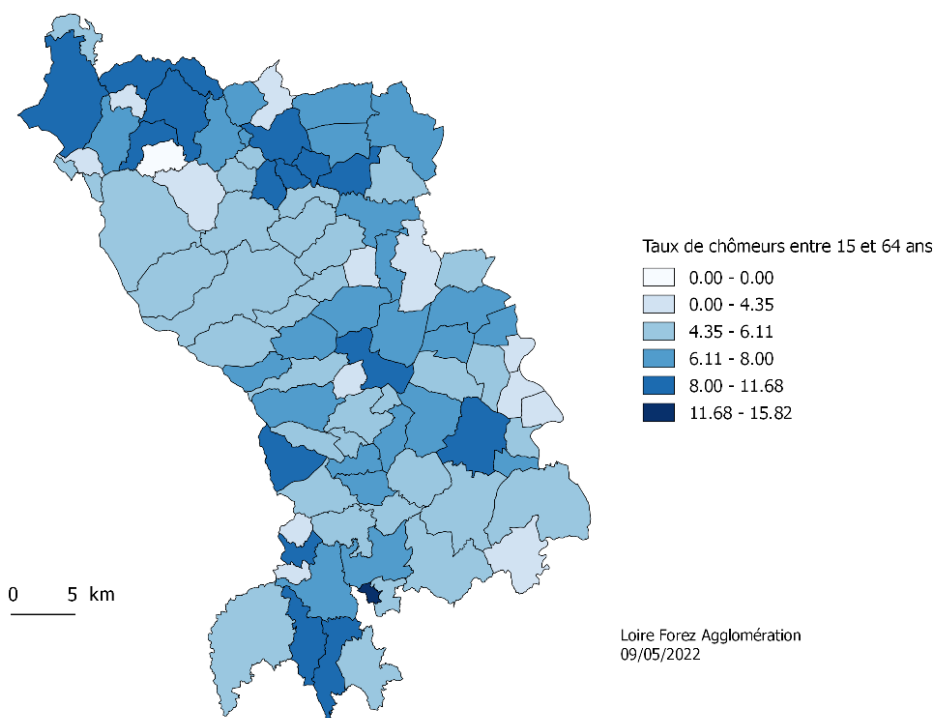 Taux de chômeurs entre 15 et 64 ans
0.00 - 0.00
0.00 - 4.35
4.35 - 6.11
6.11 - 8.00
8.00 - 11.68
11.68 - 15.82
0 5 km
Loire Forez Agglomération
09/05/2022